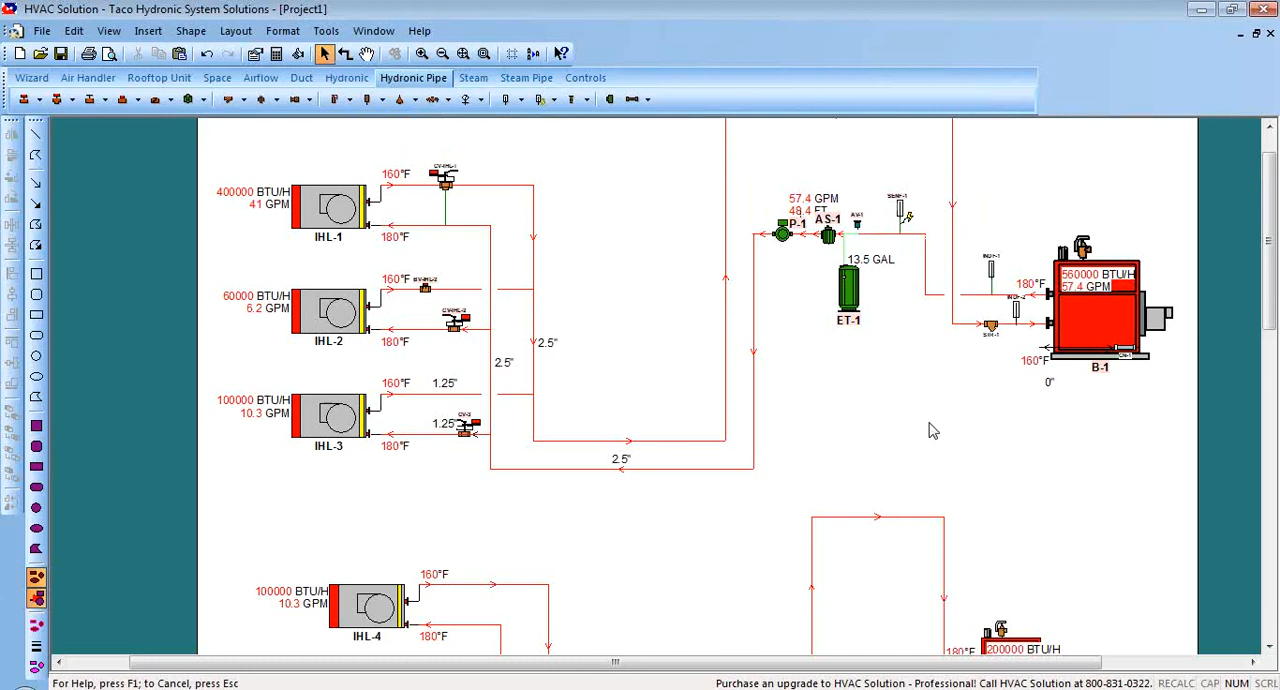 HVAC Solution - Taco Hydronic System Solutions - [Project1]
File Edit View Insert Shape Layout Format Tools Window Help
Wizard Air Handler Rooftop Unit Space Airflow Duct Hydronic Hydronic Pipe Steam Steam Pipe Controls
400000 BTU/H
41 GPM
160°F
CV-IHL-1
180°F
IHL-1
60000 BTU/H
6.2 GPM
160°F
180°F
IHL-2
2.5"
2.5"
100000 BTU/H
10.3 GPM
160°F
1.25"
1.25"
180°F
IHL-3
2.5"
57.4 GPM
P-1
AS-1
AV-1
13.5 GAL
ET-1
560000 BTU/H
57.4 GPM
180°F
160°F
B-1
0"
100000 BTU/H
10.3 GPM
160°F
180°F
IHL-4
180°F
200000 BTU/H
For Help, press F1; to Cancel, press Esc
Purchase an upgrade to HVAC Solution - Professional! Call HVAC Solution at 800-831-0322.
RECALC CAP NUM SCRL